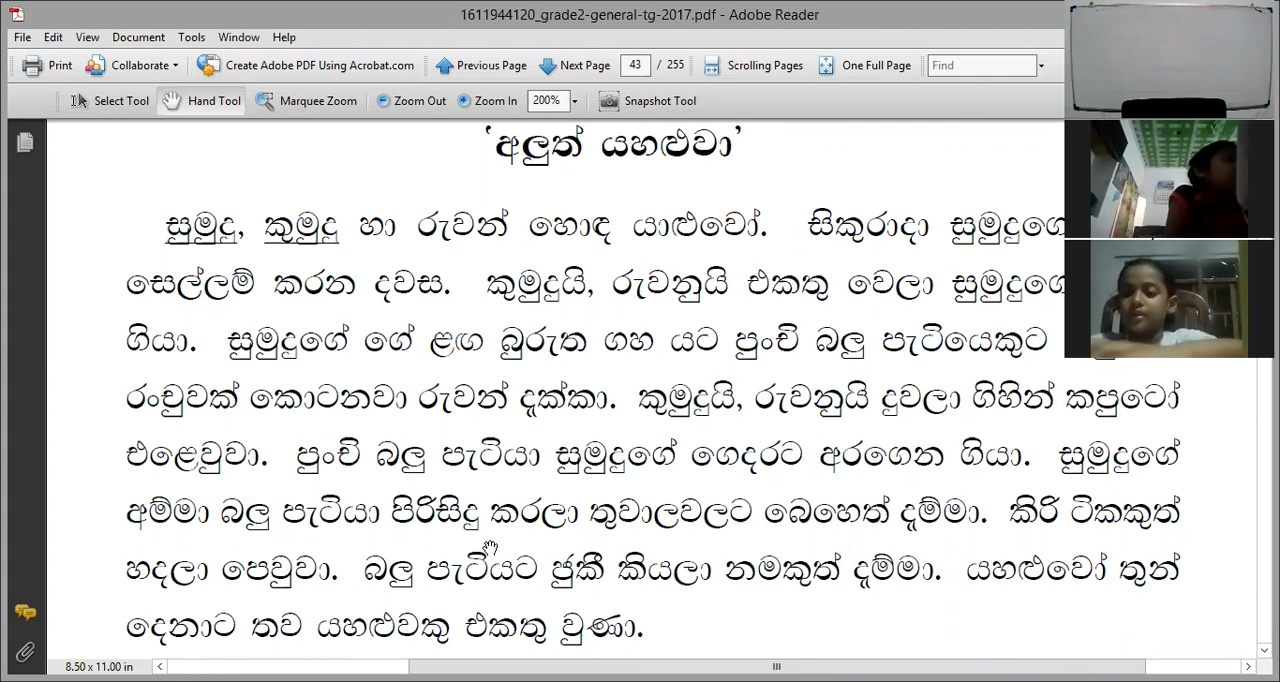 1611944120_grade2-general-tg-2017.pdf - Adobe Reader
File Edit View Document Tools Window Help
Print Collaborate Create Adobe PDF Using Acrobat.com Previous Page Next Page 43 / 255 Scrolling Pages One Full Page Find
Select Tool Hand Tool Marquee Zoom Zoom Out Zoom In 200% Snapshot Tool
‘අලුත් යහළුවා’
සුමුදු, කුමුදු හා රුවන් හොඳ යාළුවෝ. සිකුරාදා සුමුදුගෙ
සෙල්ලම් කරන දවස. කුමුදුයි, රුවනුයි එකතු වෙලා සුමුදුගෙ
ගියා. සුමුදුගේ ගේ ළඟ බුරුත ගහ යට පුංචි බලු පැටියෙකුට
රංචුවක් කොටනවා රුවන් දැක්කා. කුමුදුයි, රුවනුයි දුවලා ගිහින් කපුටෝ
එළෙව්වා. පුංචි බලු පැටියා සුමුදුගේ ගෙදරට අරගෙන ගියා. සුමුදුගේ
අම්මා බලු පැටියා පිරිසිදු කරලා තුවාලවලට බෙහෙත් දැම්මා. කිරි ටිකකුත්
හදලා පෙව්වා. බලු පැටියට ජුකී කියලා නමකුත් දැම්මා. යහළුවෝ තුන්
දෙනාට තව යහළුවකු එකතු වුණා.
8.50 x 11.00 in